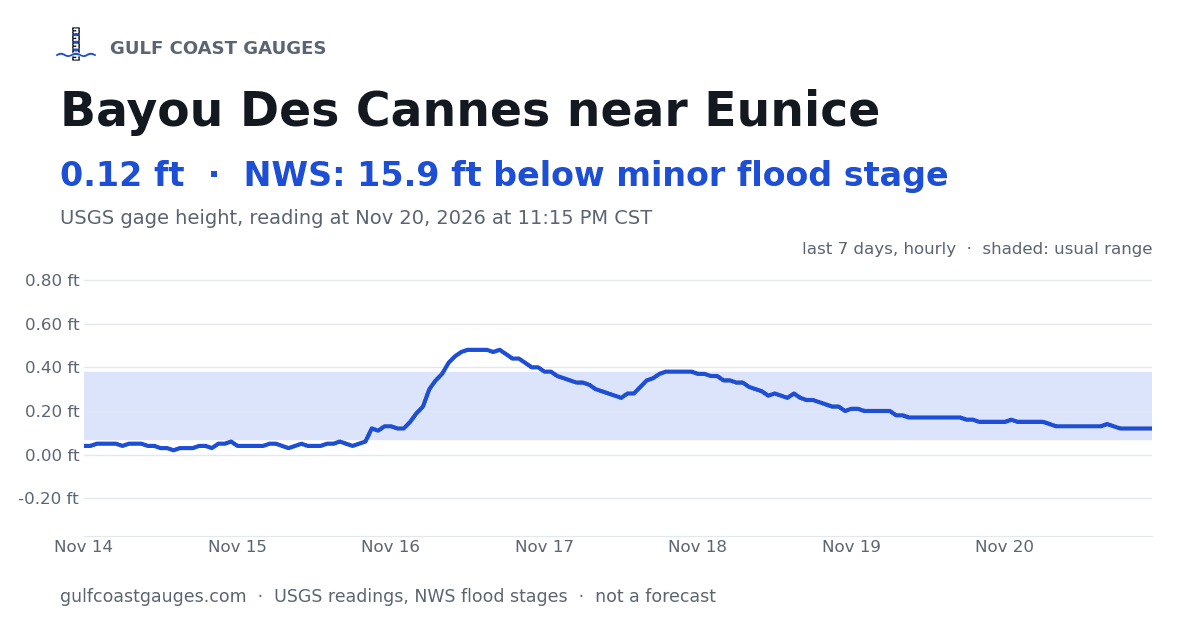 GULF COAST GAUGES
Bayou Des Cannes near Eunice
0.12 ft · NWS: 15.9 ft below minor flood stage
USGS gage height, reading at Nov 20, 2026 at 11:15 PM CST
last 7 days, hourly · shaded: usual range
0.80 ft
0.60 ft
0.40 ft
0.20 ft
0.00 ft
-0.20 ft
Nov 14 Nov 15 Nov 16 Nov 17 Nov 18 Nov 19 Nov 20
gulfcoastgauges.com · USGS readings, NWS flood stages · not a forecast